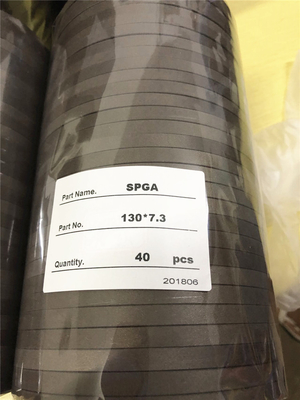 Part Name. SPGA
Part No. 130*7.3
Quantity. 40 pcs
201806